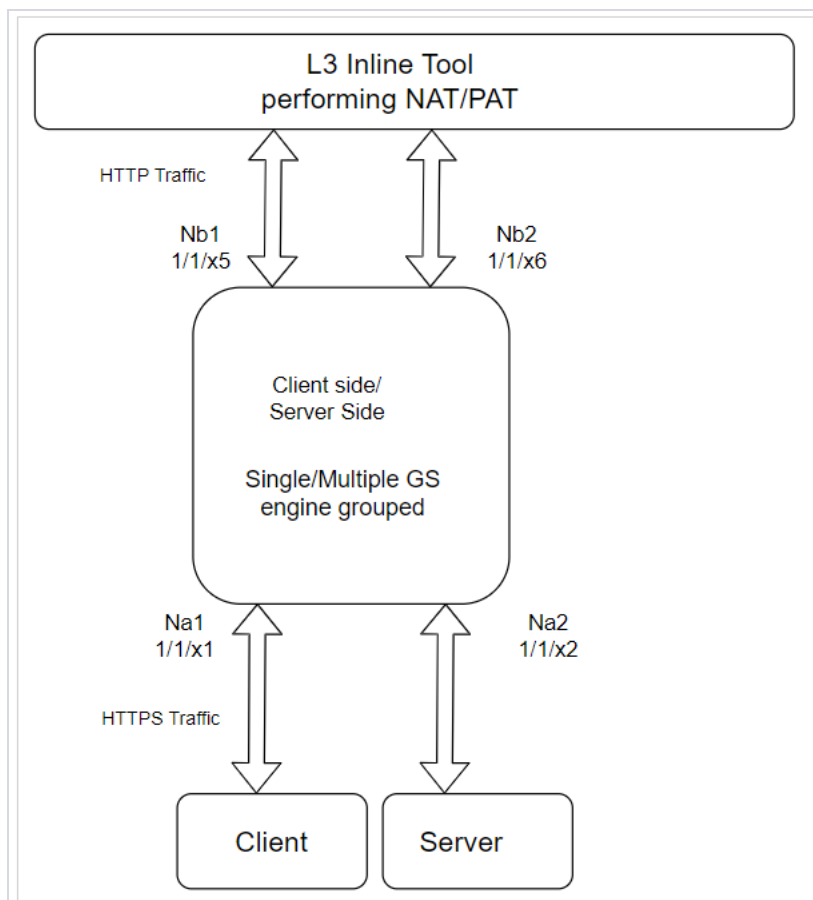 L3 Inline Tool
performing NAT/PAT
HTTP Traffic
Nb1
1/1/x5
Nb2
1/1/x6
Client side/
Server Side
Single/Multiple GS
engine grouped
Na1
1/1/x1
Na2
1/1/x2
HTTPS Traffic
Client
Server